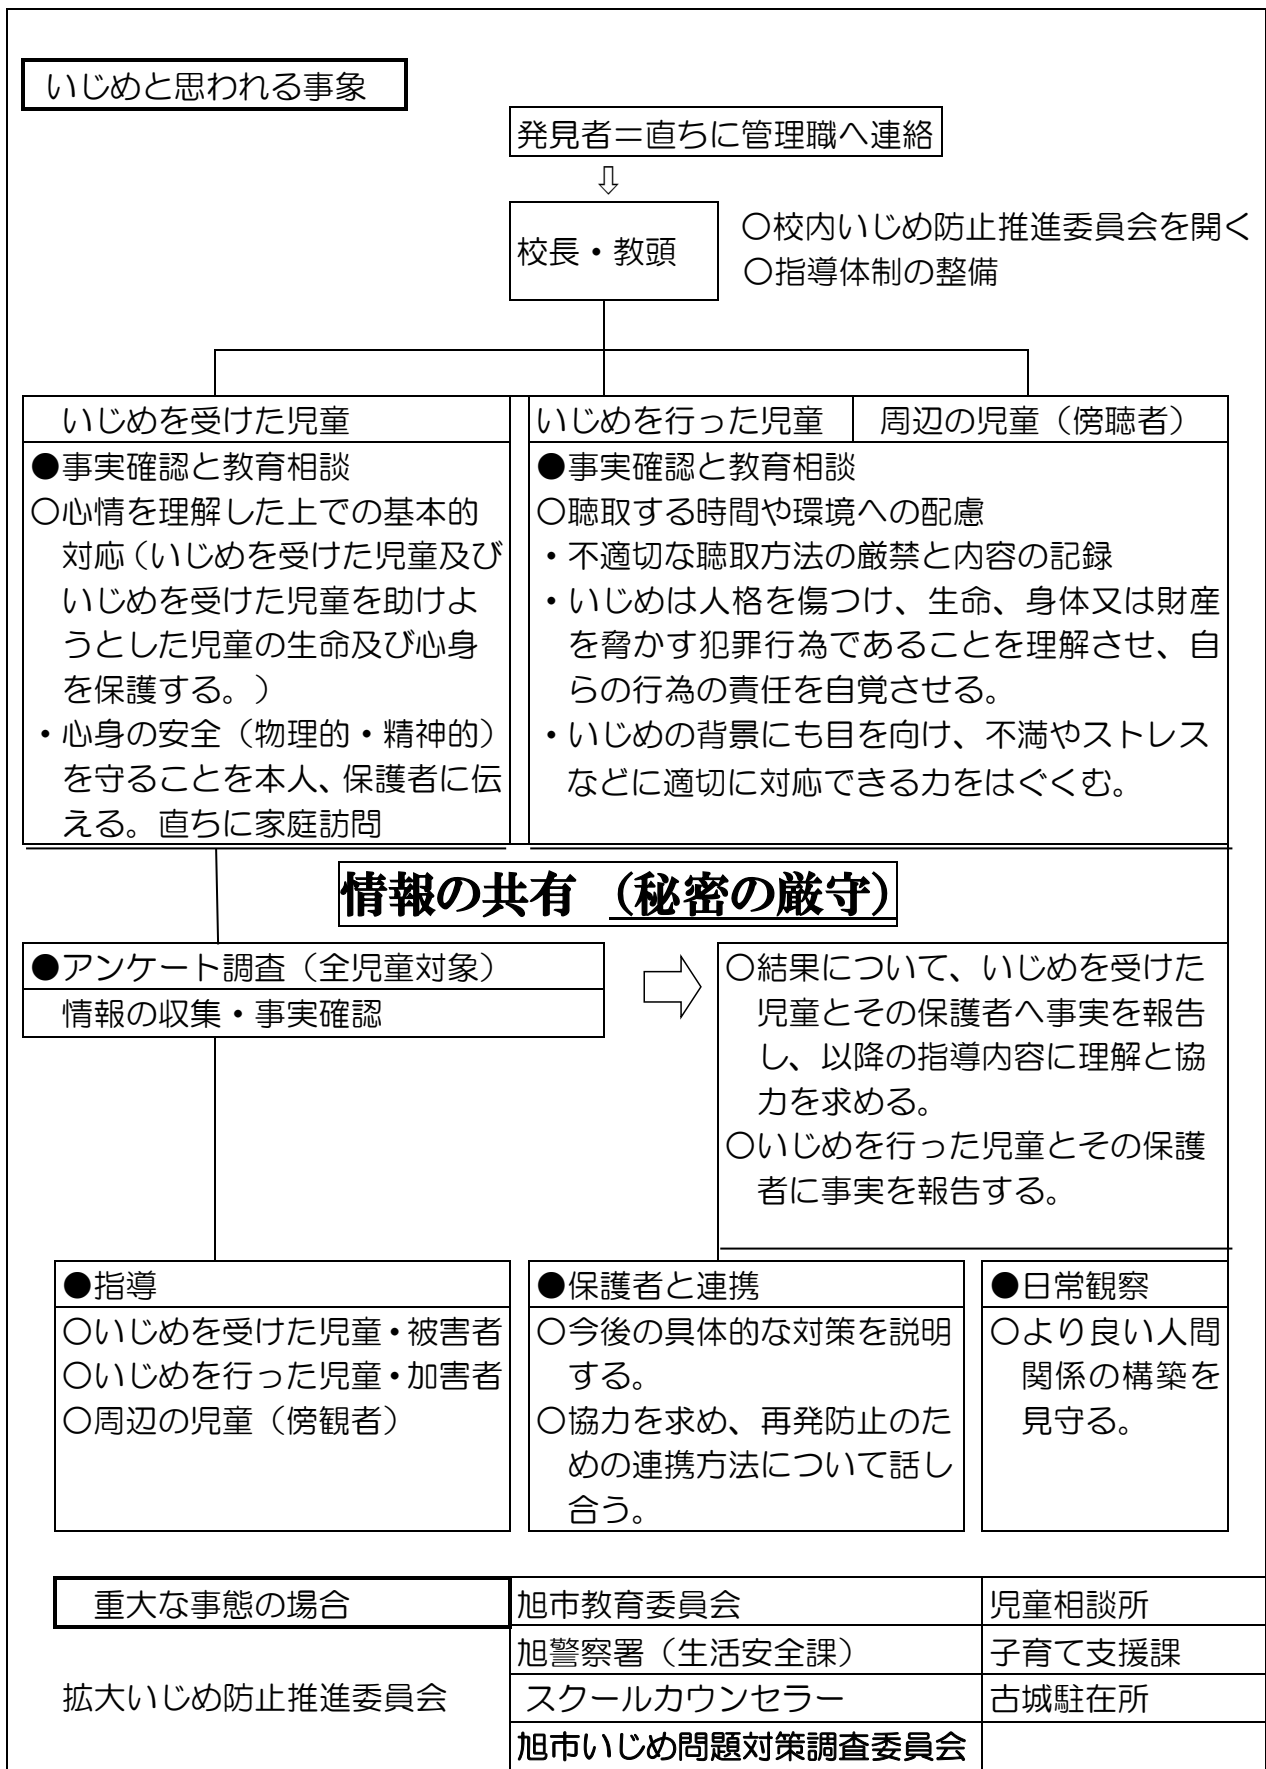 いじめと思われる事象
発見者＝直ちに管理職へ連絡
⇩
校長・教頭
〇校内いじめ防止推進委員会を開く
〇指導体制の整備
いじめを受けた児童
●事実確認と教育相談
〇心情を理解した上での基本的
対応（いじめを受けた児童及び
いじめを受けた児童を助けよ
うとした児童の生命及び心身
を保護する。）
・心身の安全（物理的・精神的）
を守ることを本人、保護者に伝
える。直ちに家庭訪問
いじめを行った児童
周辺の児童（傍聴者）
●事実確認と教育相談
〇聴取する時間や環境への配慮
・不適切な聴取方法の厳禁と内容の記録
・いじめは人格を傷つけ、生命、身体又は財産
を脅かす犯罪行為であることを理解させ、自
らの行為の責任を自覚させる。
・いじめの背景にも目を向け、不満やストレス
などに適切に対応できる力をはぐくむ。
情報の共有　（秘密の厳守）
●アンケート調査（全児童対象）
情報の収集・事実確認
〇結果について、いじめを受けた
児童とその保護者へ事実を報告
し、以降の指導内容に理解と協
力を求める。
〇いじめを行った児童とその保護
者に事実を報告する。
●指導
〇いじめを受けた児童・被害者
〇いじめを行った児童・加害者
〇周辺の児童（傍観者）
●保護者と連携
〇今後の具体的な対策を説明
する。
〇協力を求め、再発防止のた
めの連携方法について話し
合う。
●日常観察
〇より良い人間
関係の構築を
見守る。
重大な事態の場合
拡大いじめ防止推進委員会
旭市教育委員会
児童相談所
旭警察署（生活安全課）
子育て支援課
スクールカウンセラー
古城駐在所
旭市いじめ問題対策調査委員会